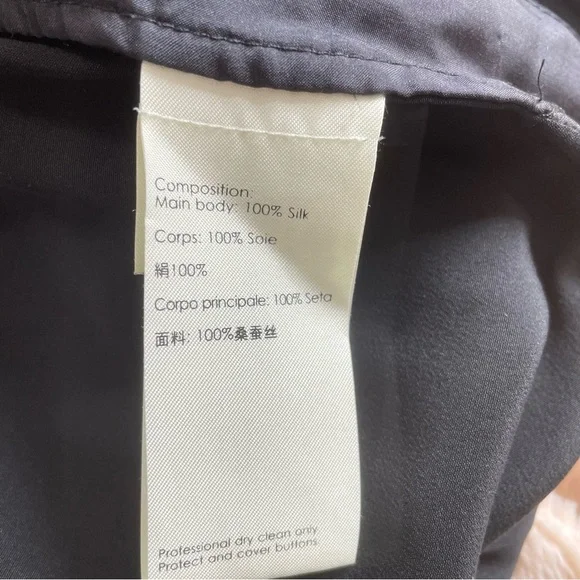 Composition:
Main body: 100% Silk
Corps: 100% Soie
絹100%
Corpo principale: 100% Seta
面料: 100%桑蚕丝
Professional dry clean only
Protect and cover buttons.